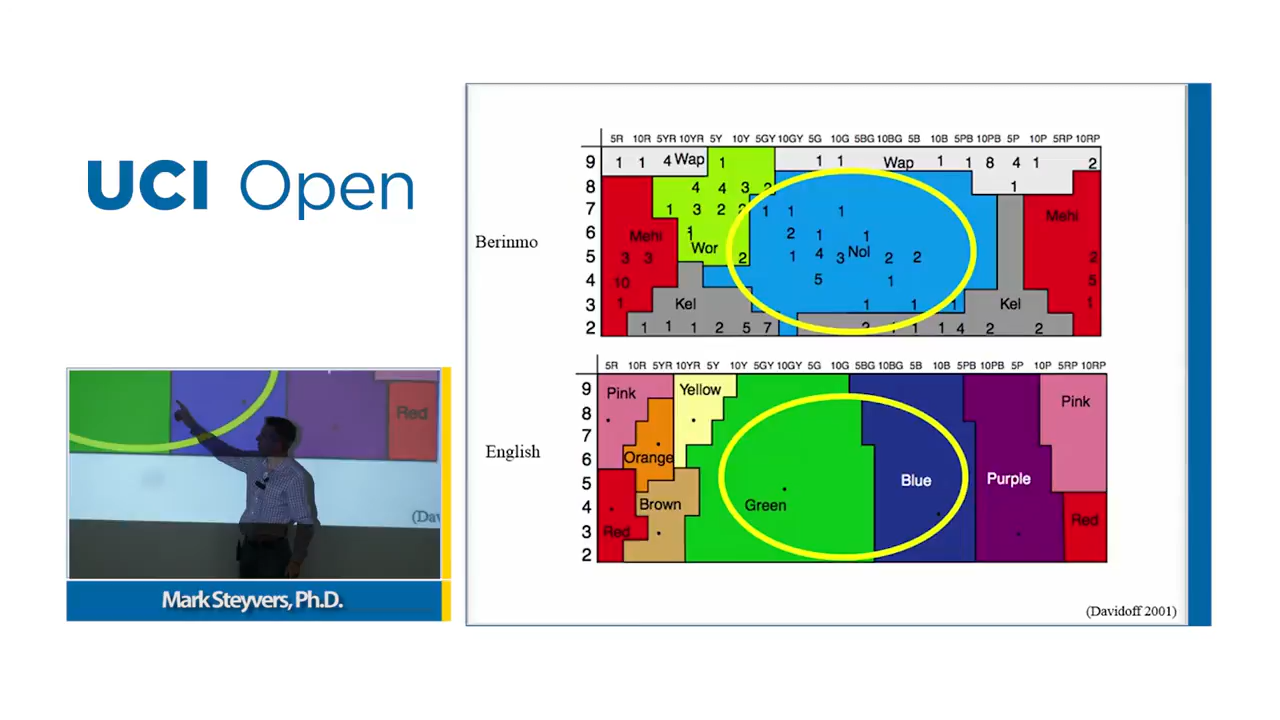 UCI Open
5R 10R 5YR 10YR 5Y 10Y 5GY 10GY 5G 10G 5BG 10BG 5B 10B 5PB 10PB 5P 10P 5RP 10RP
9 1 1 4 Wap 1 1 1 Wap 1 1 8 4 1 2
8 4 4 3 2 1
7 1 3 2 2 1 1 1 Mehi
6 Mehi 1 2 1 1
Berinmo
Wor Nol
5 3 3 2 1 4 3 2 2 2
4 10 5 1 5
3 1 Kel 1 1 1 Kel 1
2 1 1 1 2 5 7 2 1 1 1 4 2 2
5R 10R 5YR 10YR 5Y 10Y 5GY 10GY 5G 10G 5BG 10BG 5B 10B 5PB 10PB 5P 10P 5RP 10RP
9 Pink Yellow
Pink
8
7
6 Orange
English
5 Blue Purple
4 Brown Green
Red
3 Red
2
(Davidoff 2001)
Red
(Dav
Mark Steyvers, Ph.D.